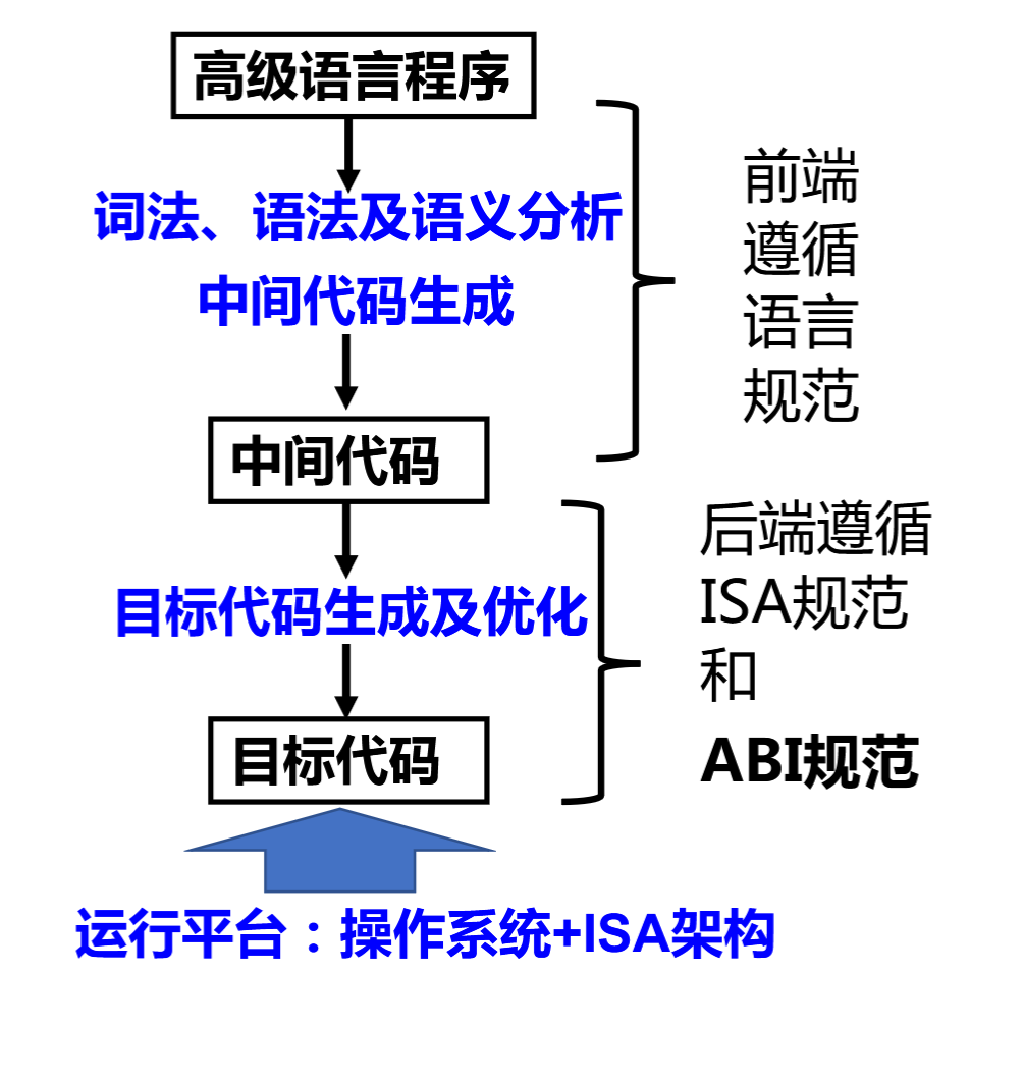 高级语言程序
词法、语法及语义分析
中间代码生成
中间代码
目标代码生成及优化
目标代码
运行平台：操作系统+ISA架构
前端
遵循
语言
规范
后端遵循
ISA规范
和
ABI规范